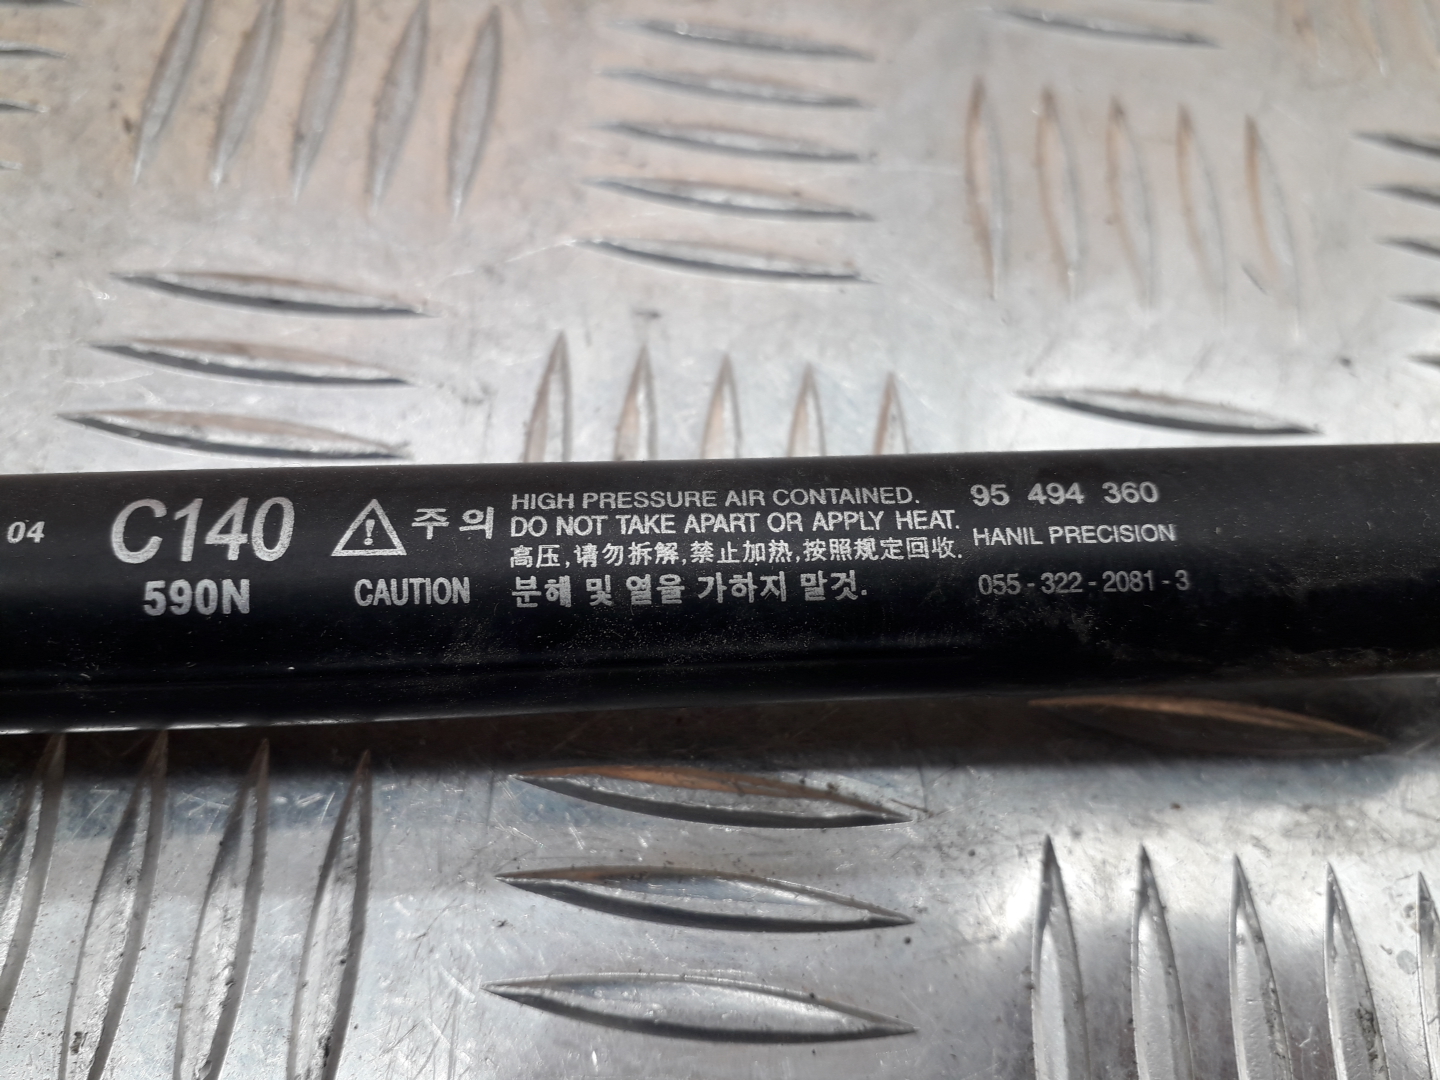 04
C140
590N
주의
CAUTION
HIGH PRESSURE AIR CONTAINED.
DO NOT TAKE APART OR APPLY HEAT.
高压,请勿拆解,禁止加热,按照规定回收.
분헤 및 열을 가하지 말것.
95 494 360
HANIL PRECISION
055-322-2081-3